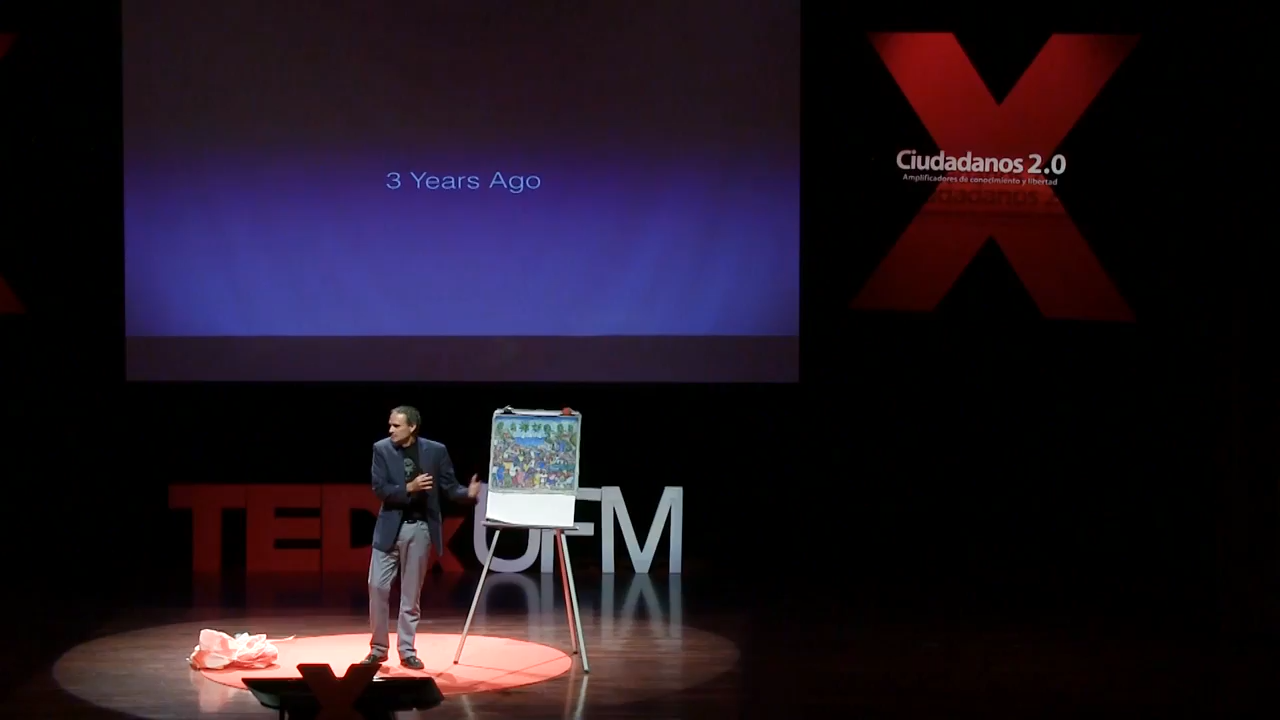 3 Years Ago
Ciudadanos 2.0
Amplificadores de conocimiento y libertad
TEDxUFM